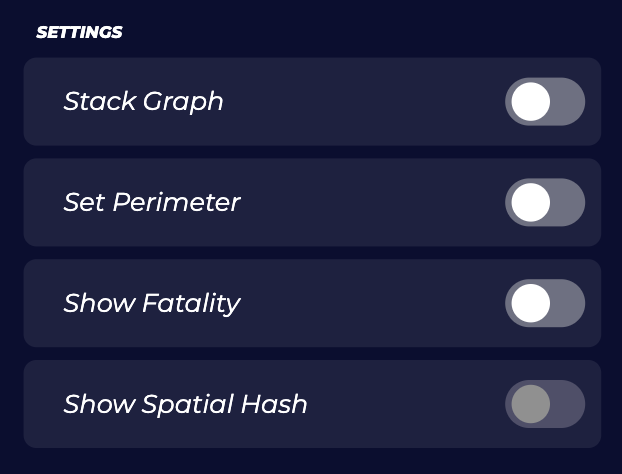 SETTINGS
Stack Graph
Set Perimeter
Show Fatality
Show Spatial Hash